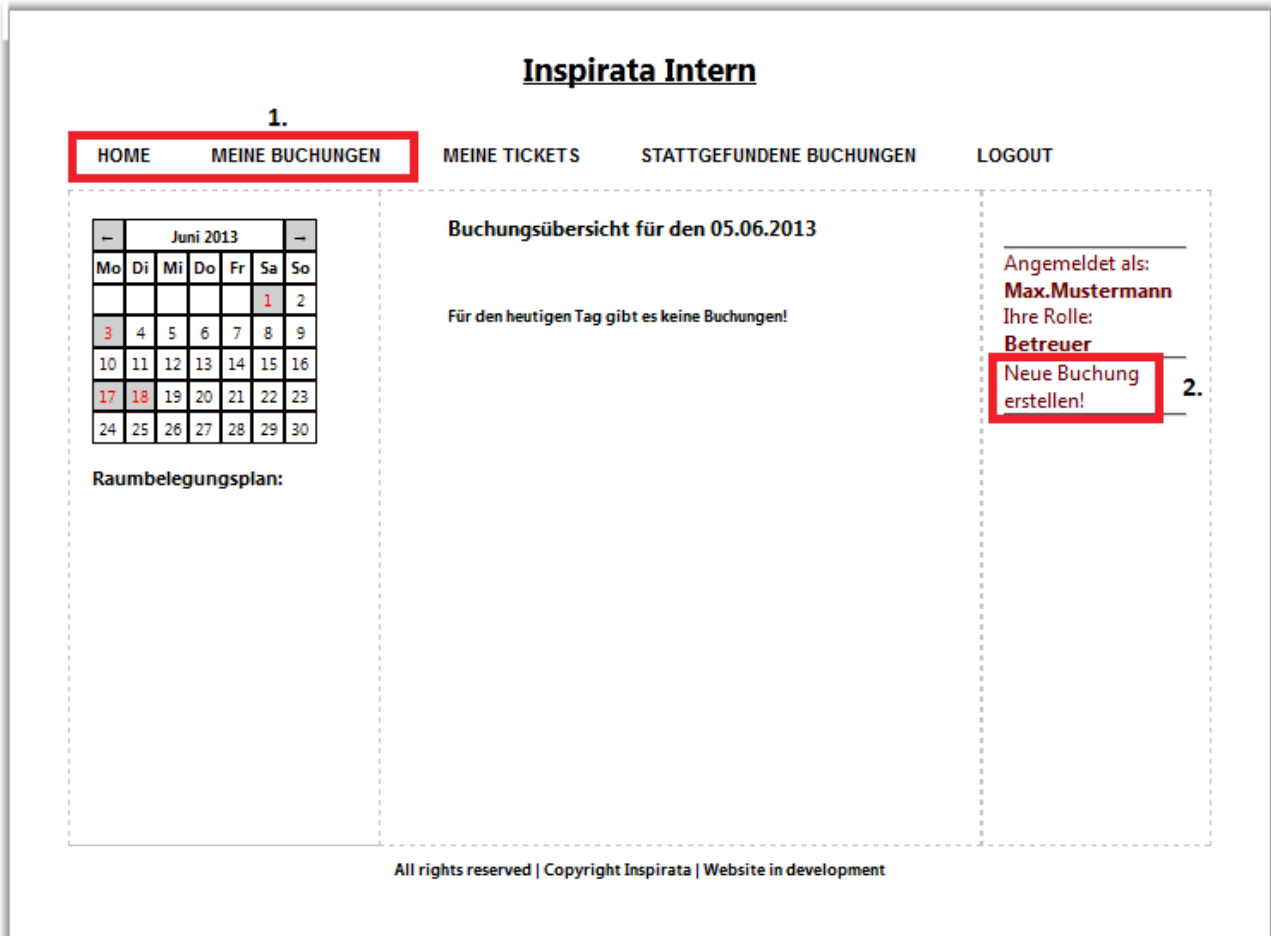 Inspirata Intern
1.
HOME MEINE BUCHUNGEN MEINE TICKETS STATTGEFUNDENE BUCHUNGEN LOGOUT
← Juni 2013 →
Mo Di Mi Do Fr Sa So
1 2
3 4 5 6 7 8 9
10 11 12 13 14 15 16
17 18 19 20 21 22 23
24 25 26 27 28 29 30
Raumbelegungsplan:
Buchungsübersicht für den 05.06.2013
Für den heutigen Tag gibt es keine Buchungen!
Angemeldet als:
Max.Mustermann
Ihre Rolle:
Betreuer
Neue Buchung
erstellen!
2.
All rights reserved | Copyright Inspirata | Website in development